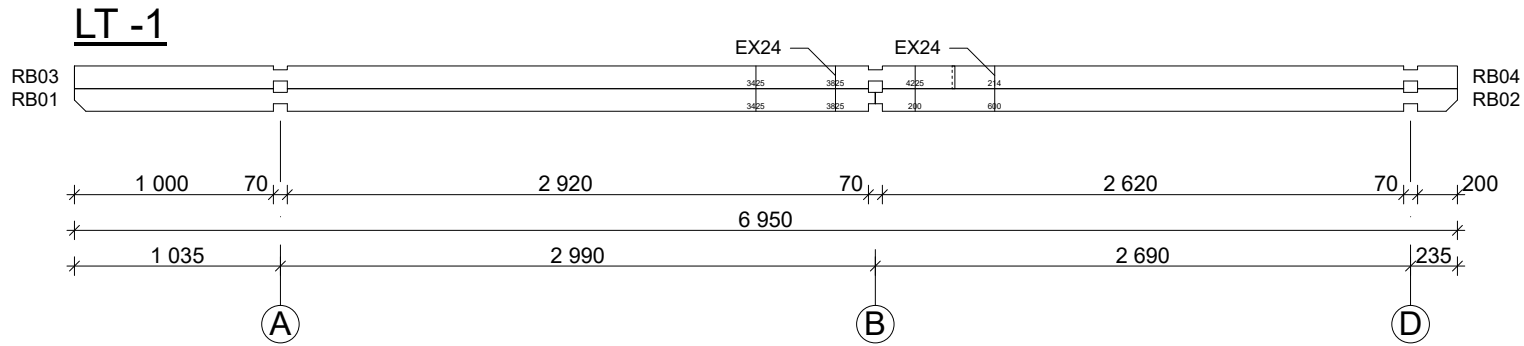 LT -1
EX24 EX24
RB03 3425 3825 4225 214 RB04
RB01 3425 3825 200 600 RB02
1 000 70 2 920 70 2 620 70 200
6 950
1 035 2 990 2 690 235
A B D